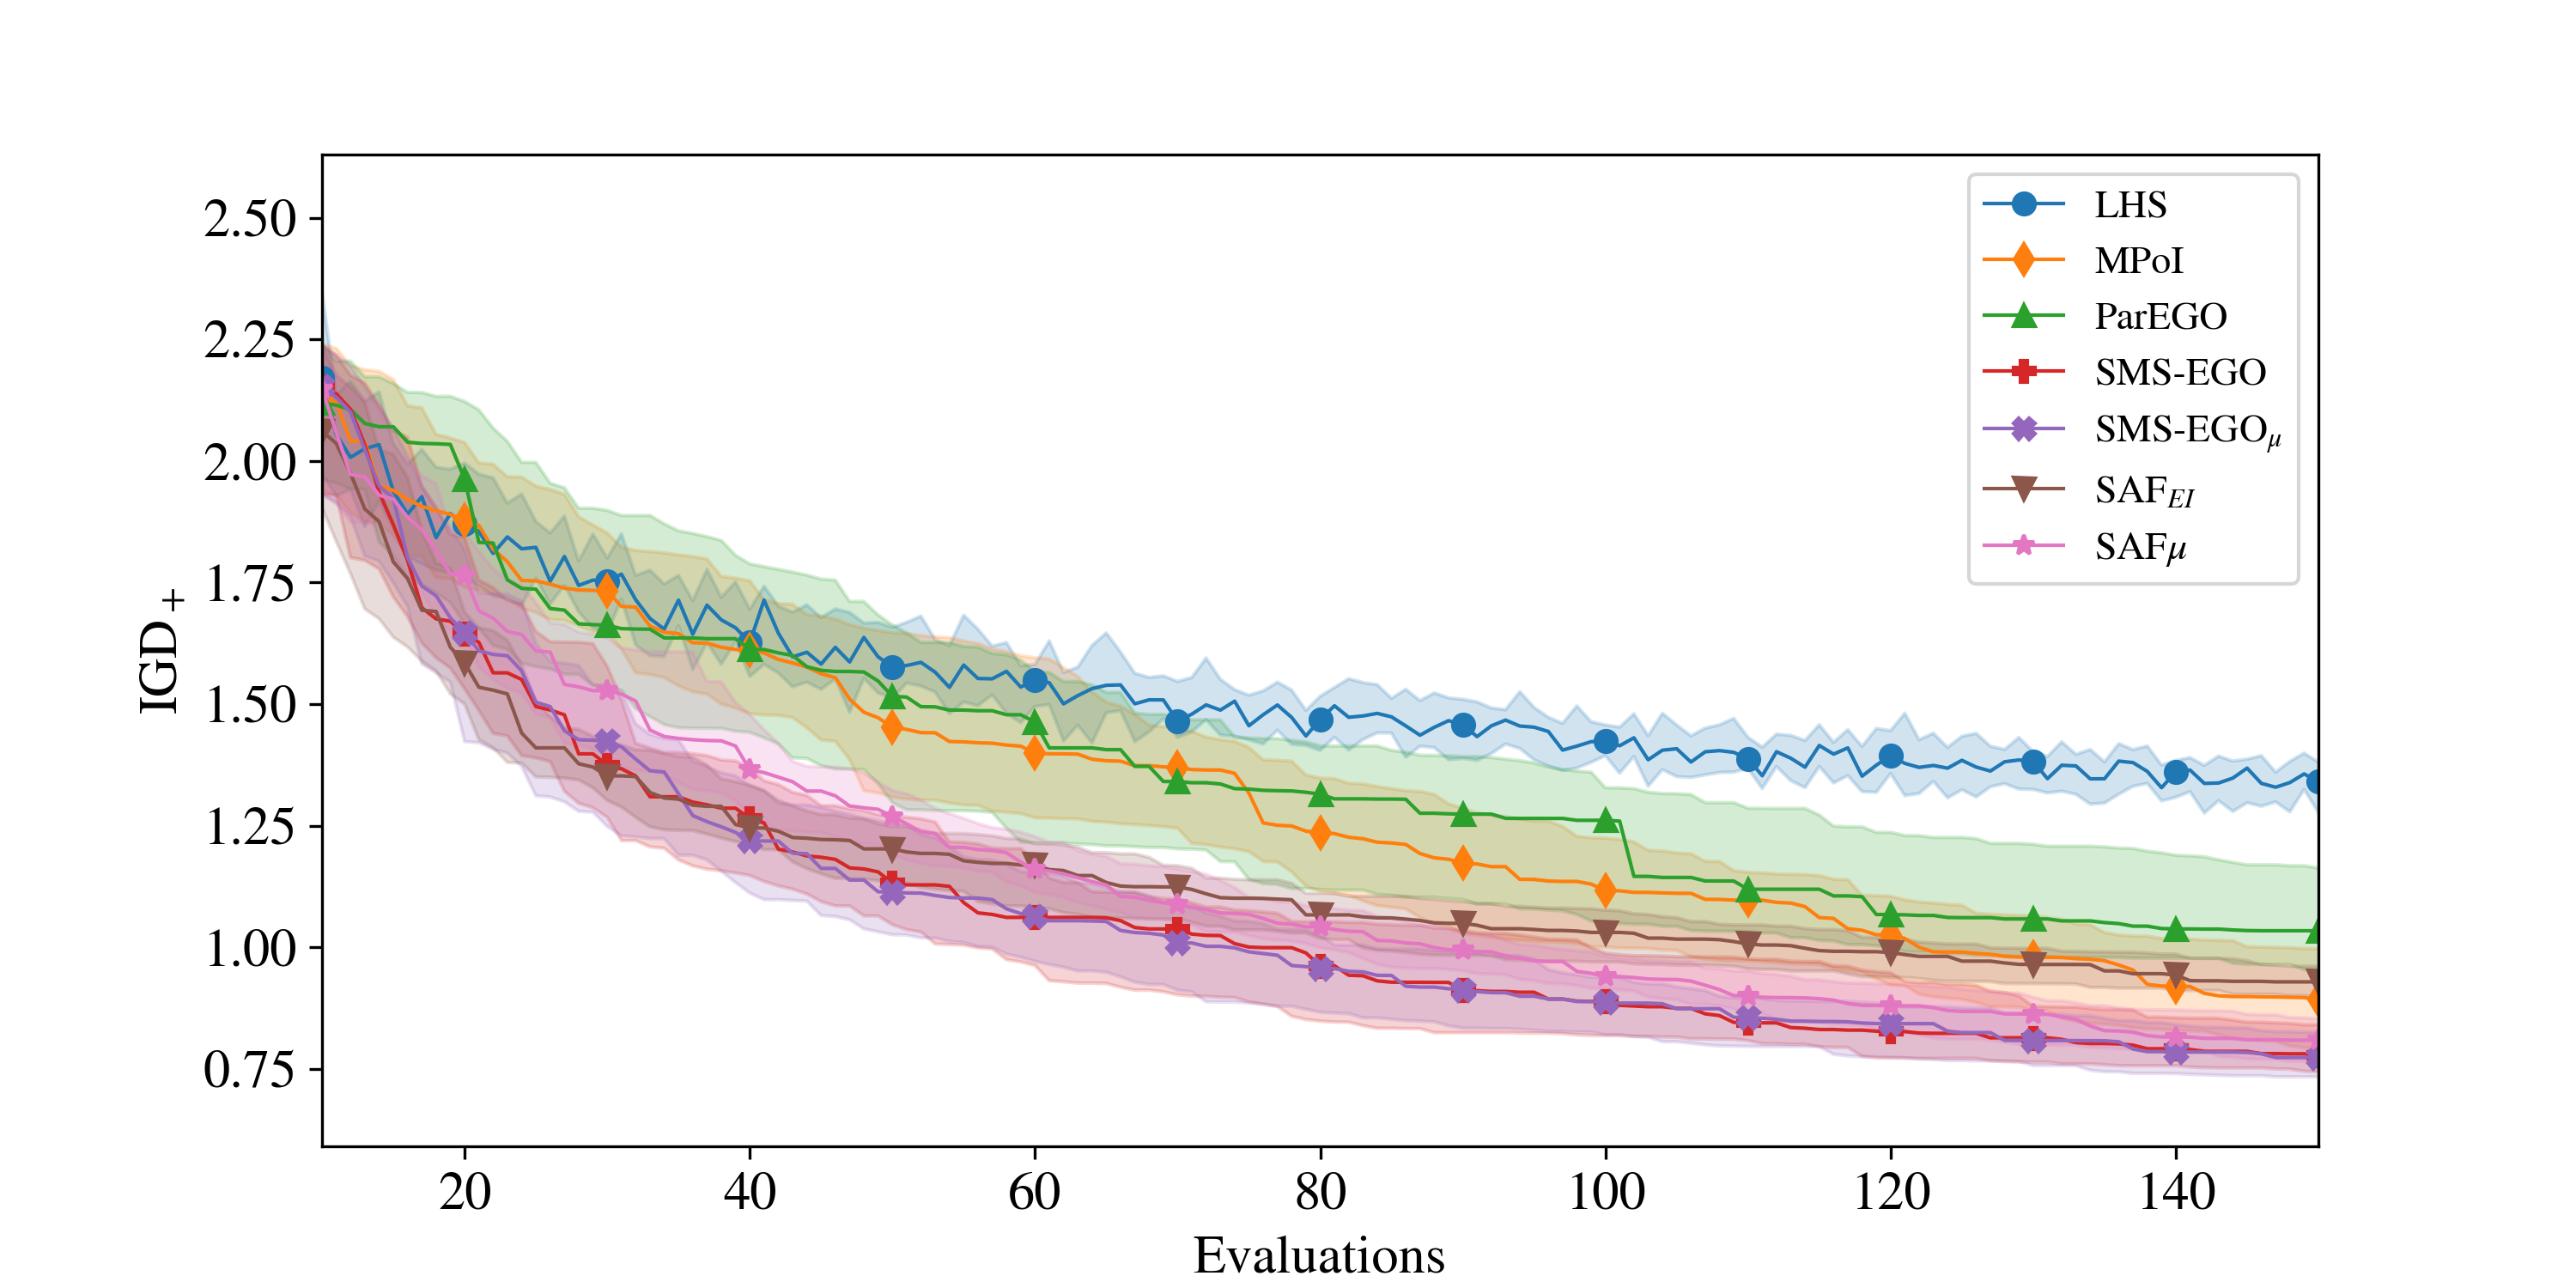 2.50
2.25
2.00
1.75
1.50
1.25
1.00
0.75
IGD+
20 40 60 80 100 120 140
Evaluations
LHS
MPoI
ParEGO
SMS-EGO
SMS-EGOμ
SAFEI
SAFμ